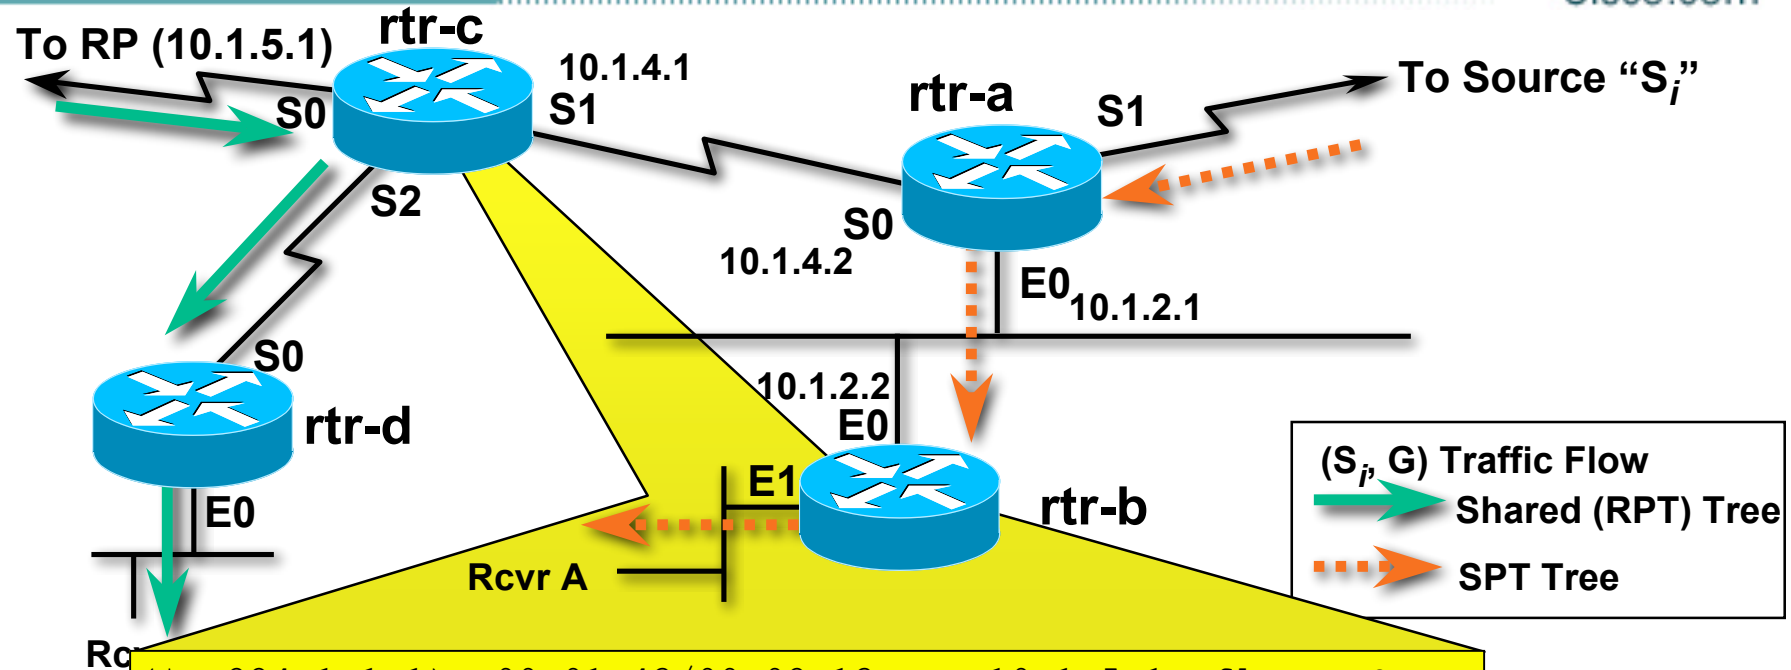 rtr-c
To RP (10.1.5.1)
10.1.4.1
S0
S1
rtr-a
S1
To Source “Si”
S2
S0
10.1.4.2
E0
10.1.2.1
S0
10.1.2.2
E0
rtr-d
E1
rtr-b
E0
Rcvr A
(Si, G) Traffic Flow
Shared (RPT) Tree
SPT Tree